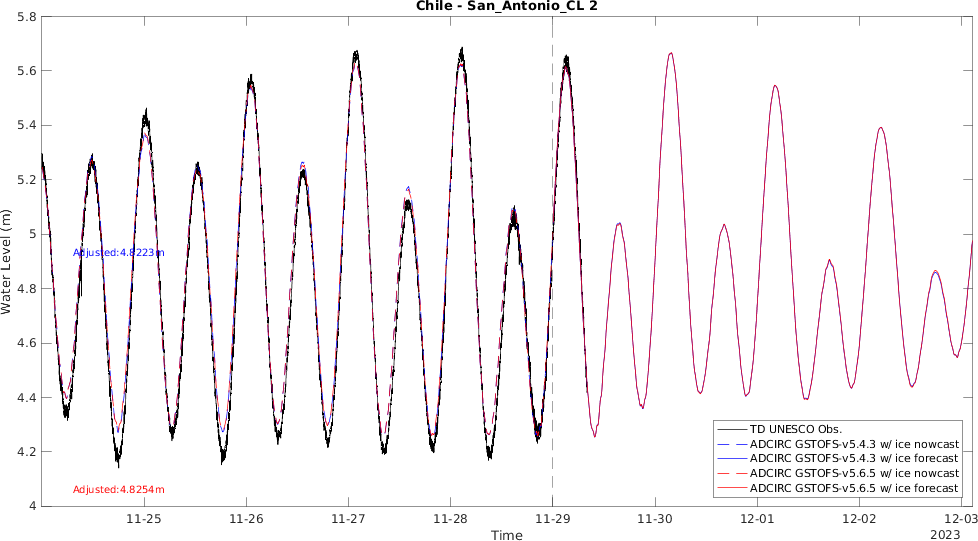 Chile - San_Antonio_CL 2
5.8
5.6
5.4
5.2
5
4.8
4.6
4.4
4.2
4
Water Level (m)
Adjusted:4.8223m
Adjusted:4.8254m
TD UNESCO Obs.
ADCIRC GSTOFS-v5.4.3 w/ ice nowcast
ADCIRC GSTOFS-v5.4.3 w/ ice forecast
ADCIRC GSTOFS-v5.6.5 w/ ice nowcast
ADCIRC GSTOFS-v5.6.5 w/ ice forecast
11-25 11-26 11-27 11-28 11-29 11-30 12-01 12-02 12-03
Time
2023